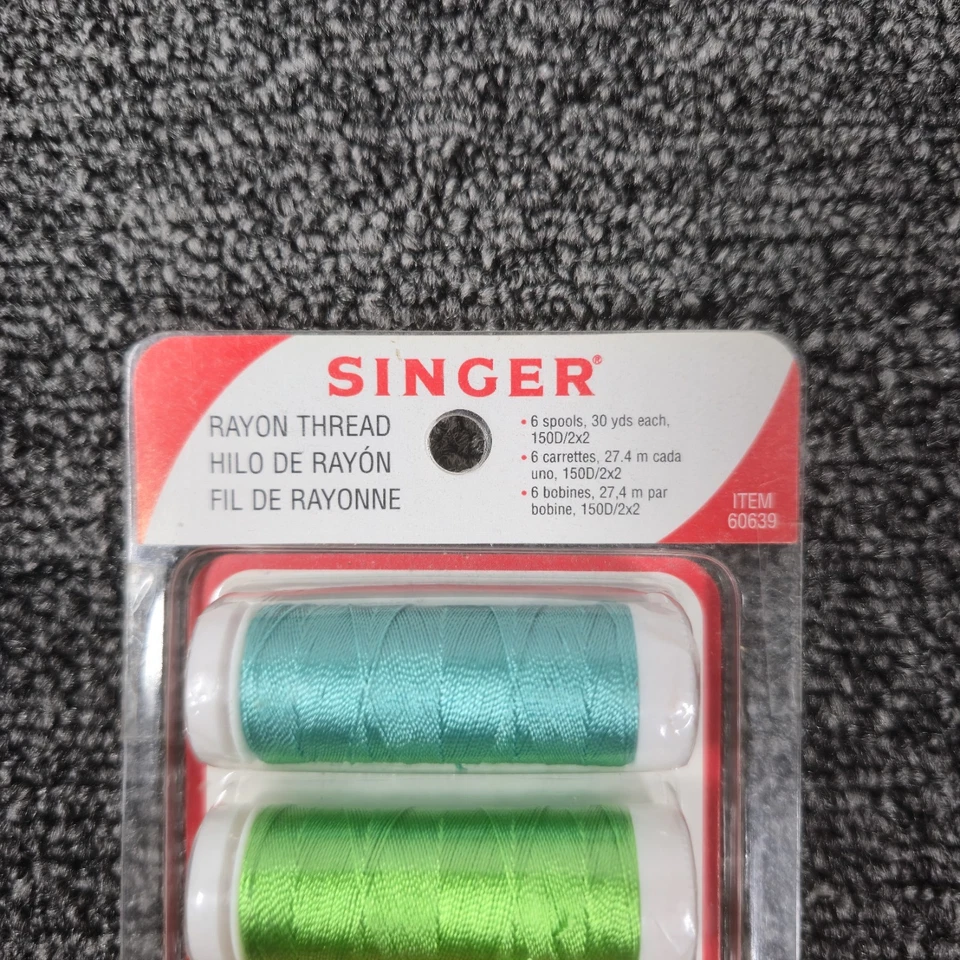 SINGER®
RAYON THREAD
HILO DE RAYÓN
FIL DE RAYONNE
• 6 spools, 30 yds each,
150D/2x2
• 6 carrettes, 27.4 m cada
uno, 150D/2x2
• 6 bobines, 27,4 m par
bobine, 150D/2x2
ITEM
60639